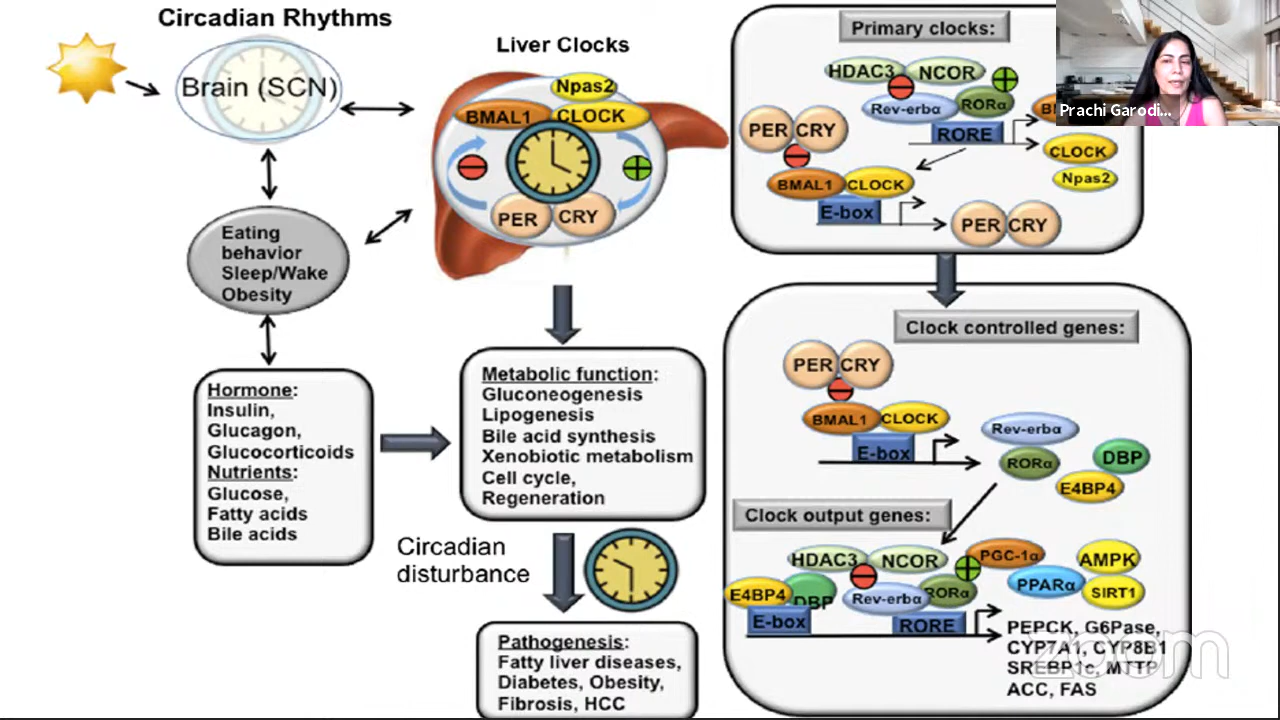 Circadian Rhythms
Brain (SCN)
Eating
behavior
Sleep/Wake
Obesity
Hormone:
Insulin,
Glucagon,
Glucocorticoids
Nutrients:
Glucose,
Fatty acids
Bile acids
Liver Clocks
Npas2
BMAL1
CLOCK
PER
CRY
Metabolic function:
Gluconeogenesis
Lipogenesis
Bile acid synthesis
Xenobiotic metabolism
Cell cycle,
Regeneration
Circadian
disturbance
Pathogenesis:
Fatty liver diseases,
Diabetes, Obesity,
Fibrosis, HCC
Primary clocks:
HDAC3
NCOR
Rev-erbα
RORα
RORE
CLOCK
Npas2
PER
CRY
BMAL1
CLOCK
E-box
PER
CRY
Clock controlled genes:
PER
CRY
BMAL1
CLOCK
E-box
Rev-erbα
RORα
DBP
E4BP4
Clock output genes:
HDAC3
NCOR
PGC-1α
AMPK
PPARα
SIRT1
E4BP4
DBP
Rev-erbα
RORα
E-box
RORE
PEPCK, G6Pase,
CYP7A1, CYP8B1
SREBP1c, MTTP
ACC, FAS
Prachi Garodi...
zoom